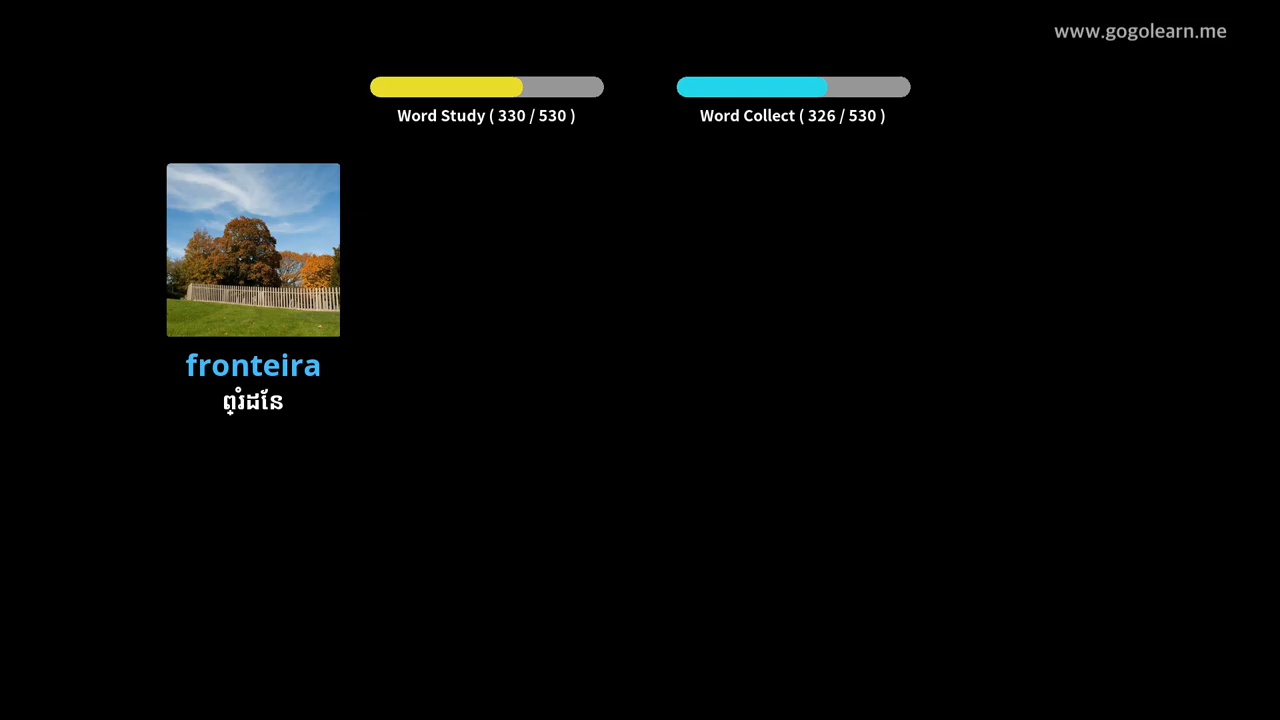 www.gogolearn.me
Word Study ( 330 / 530 )
Word Collect ( 326 / 530 )
fronteira
ព្រំដែន